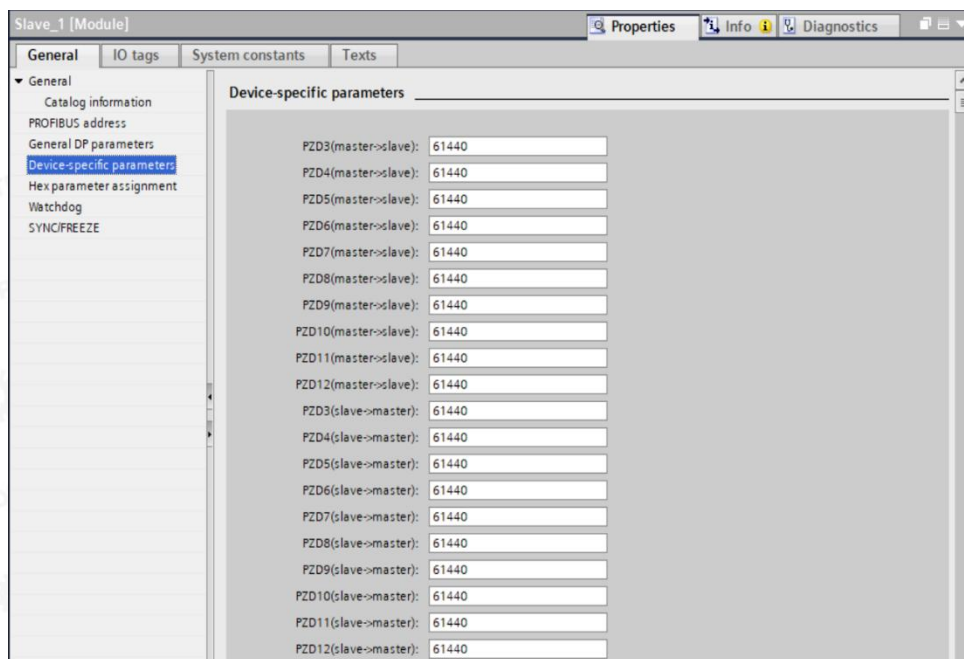 Slave_1 [Module]
Properties
Info
Diagnostics
General
IO tags
System constants
Texts
General
Catalog information
PROFIBUS address
General DP parameters
Device-specific parameters
Hex parameter assignment
Watchdog
SYNC/FREEZE
Device-specific parameters
PZD3(master->slave): 61440
PZD4(master->slave): 61440
PZD5(master->slave): 61440
PZD6(master->slave): 61440
PZD7(master->slave): 61440
PZD8(master->slave): 61440
PZD9(master->slave): 61440
PZD10(master->slave): 61440
PZD11(master->slave): 61440
PZD12(master->slave): 61440
PZD3(slave->master): 61440
PZD4(slave->master): 61440
PZD5(slave->master): 61440
PZD6(slave->master): 61440
PZD7(slave->master): 61440
PZD8(slave->master): 61440
PZD9(slave->master): 61440
PZD10(slave->master): 61440
PZD11(slave->master): 61440
PZD12(slave->master): 61440